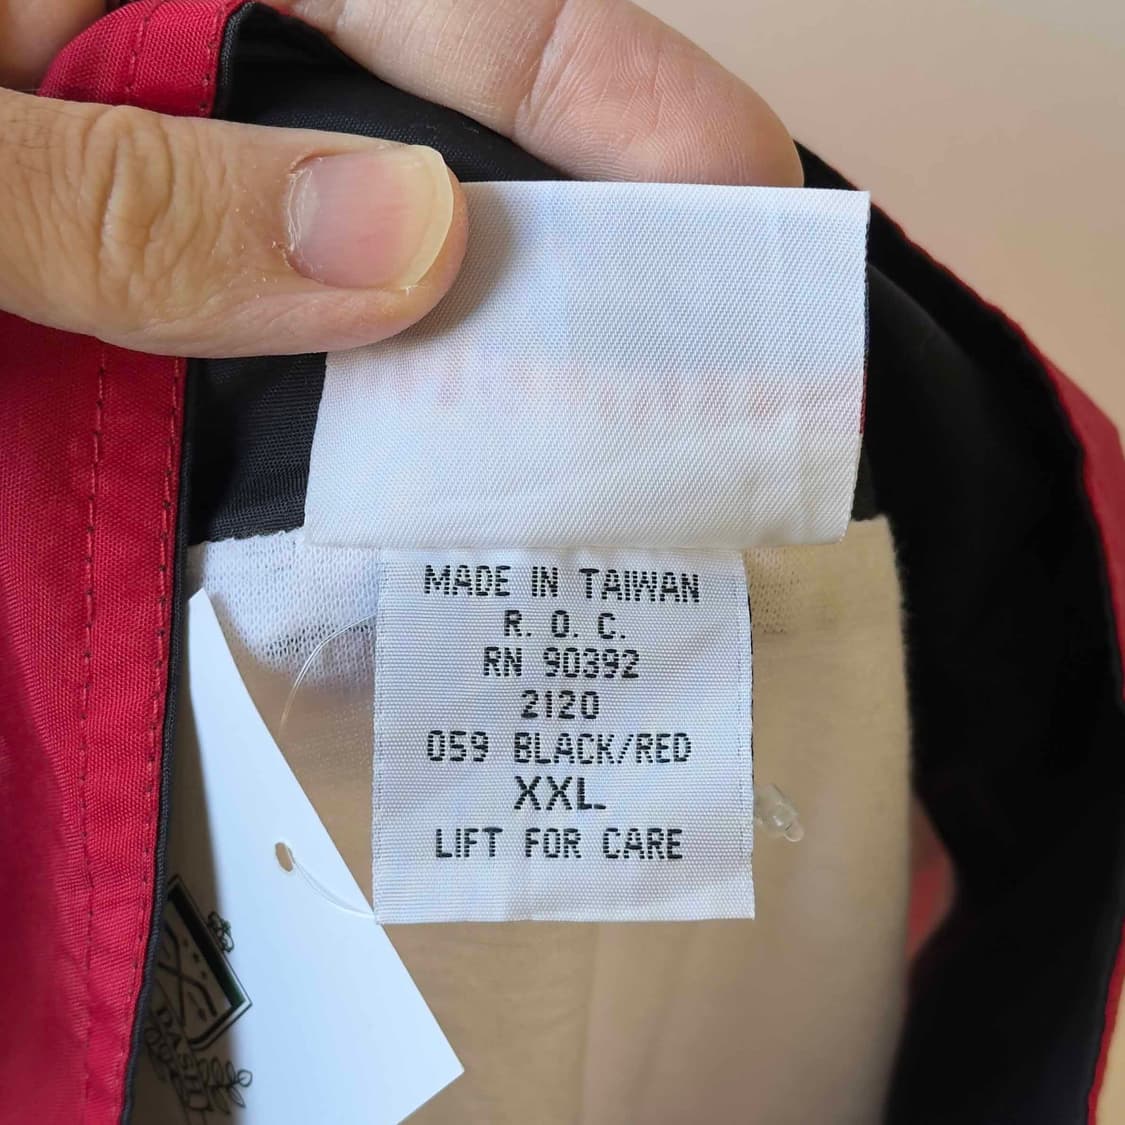 MADE IN TAIWAN
R. O. C.
RN 90392
2120
059 BLACK/RED
XXL
LIFT FOR CARE